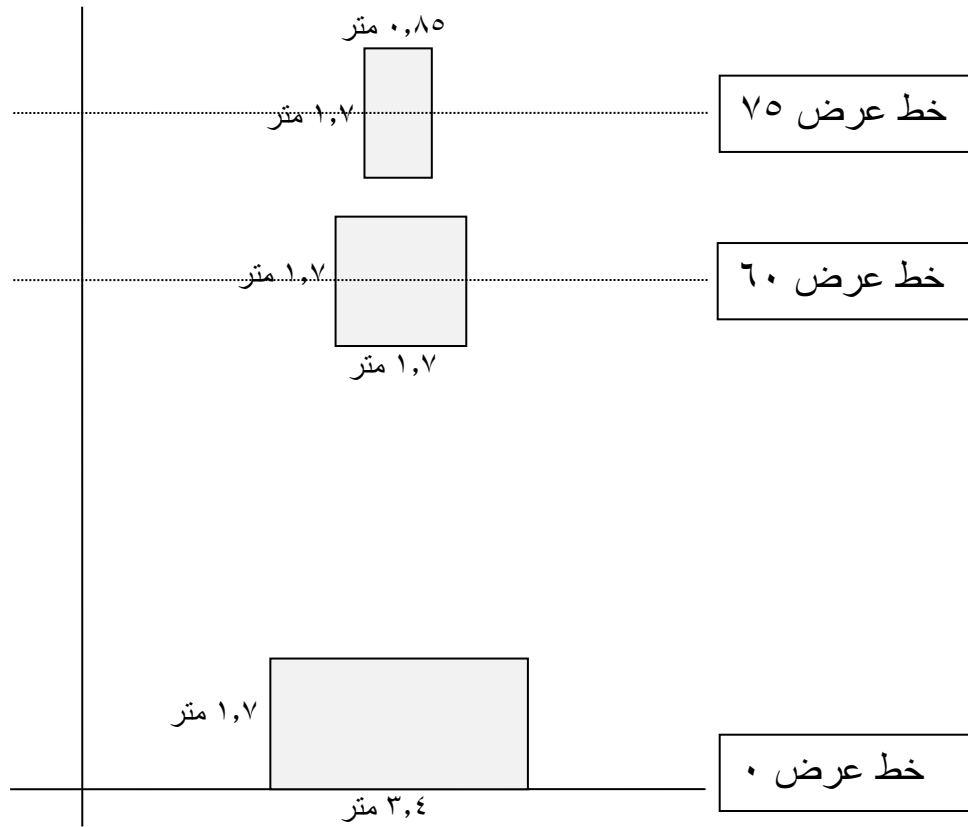 ٠,٨٥ متر
١,٧ متر
خط عرض ٧٥
١,٧ متر
خط عرض ٦٠
١,٧ متر
١,٧ متر
خط عرض ٠
٣,٤ متر